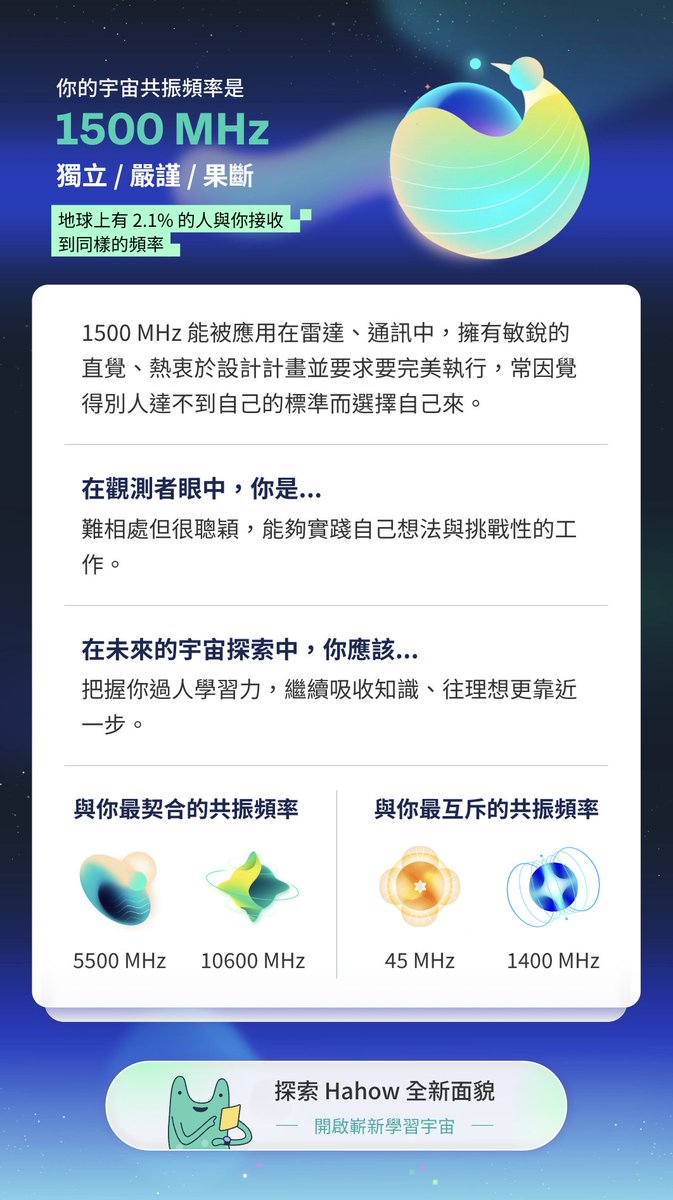 你的宇宙共振頻率是
1500 MHz
獨立 / 嚴謹 / 果斷
地球上有 2.1% 的人與你接收
到同樣的頻率
1500 MHz 能被應用在雷達、通訊中，擁有敏銳的
直覺、熱衷於設計計畫並要求要完美執行，常因覺
得別人達不到自己的標準而選擇自己來。
在觀測者眼中，你是...
難相處但很聰穎，能夠實踐自己想法與挑戰性的工
作。
在未來的宇宙探索中，你應該...
把握你過人學習力，繼續吸收知識、往理想更靠近
一步。
與你最契合的共振頻率
5500 MHz
10600 MHz
與你最互斥的共振頻率
45 MHz
1400 MHz
探索 Hahow 全新面貌
開啟嶄新學習宇宙